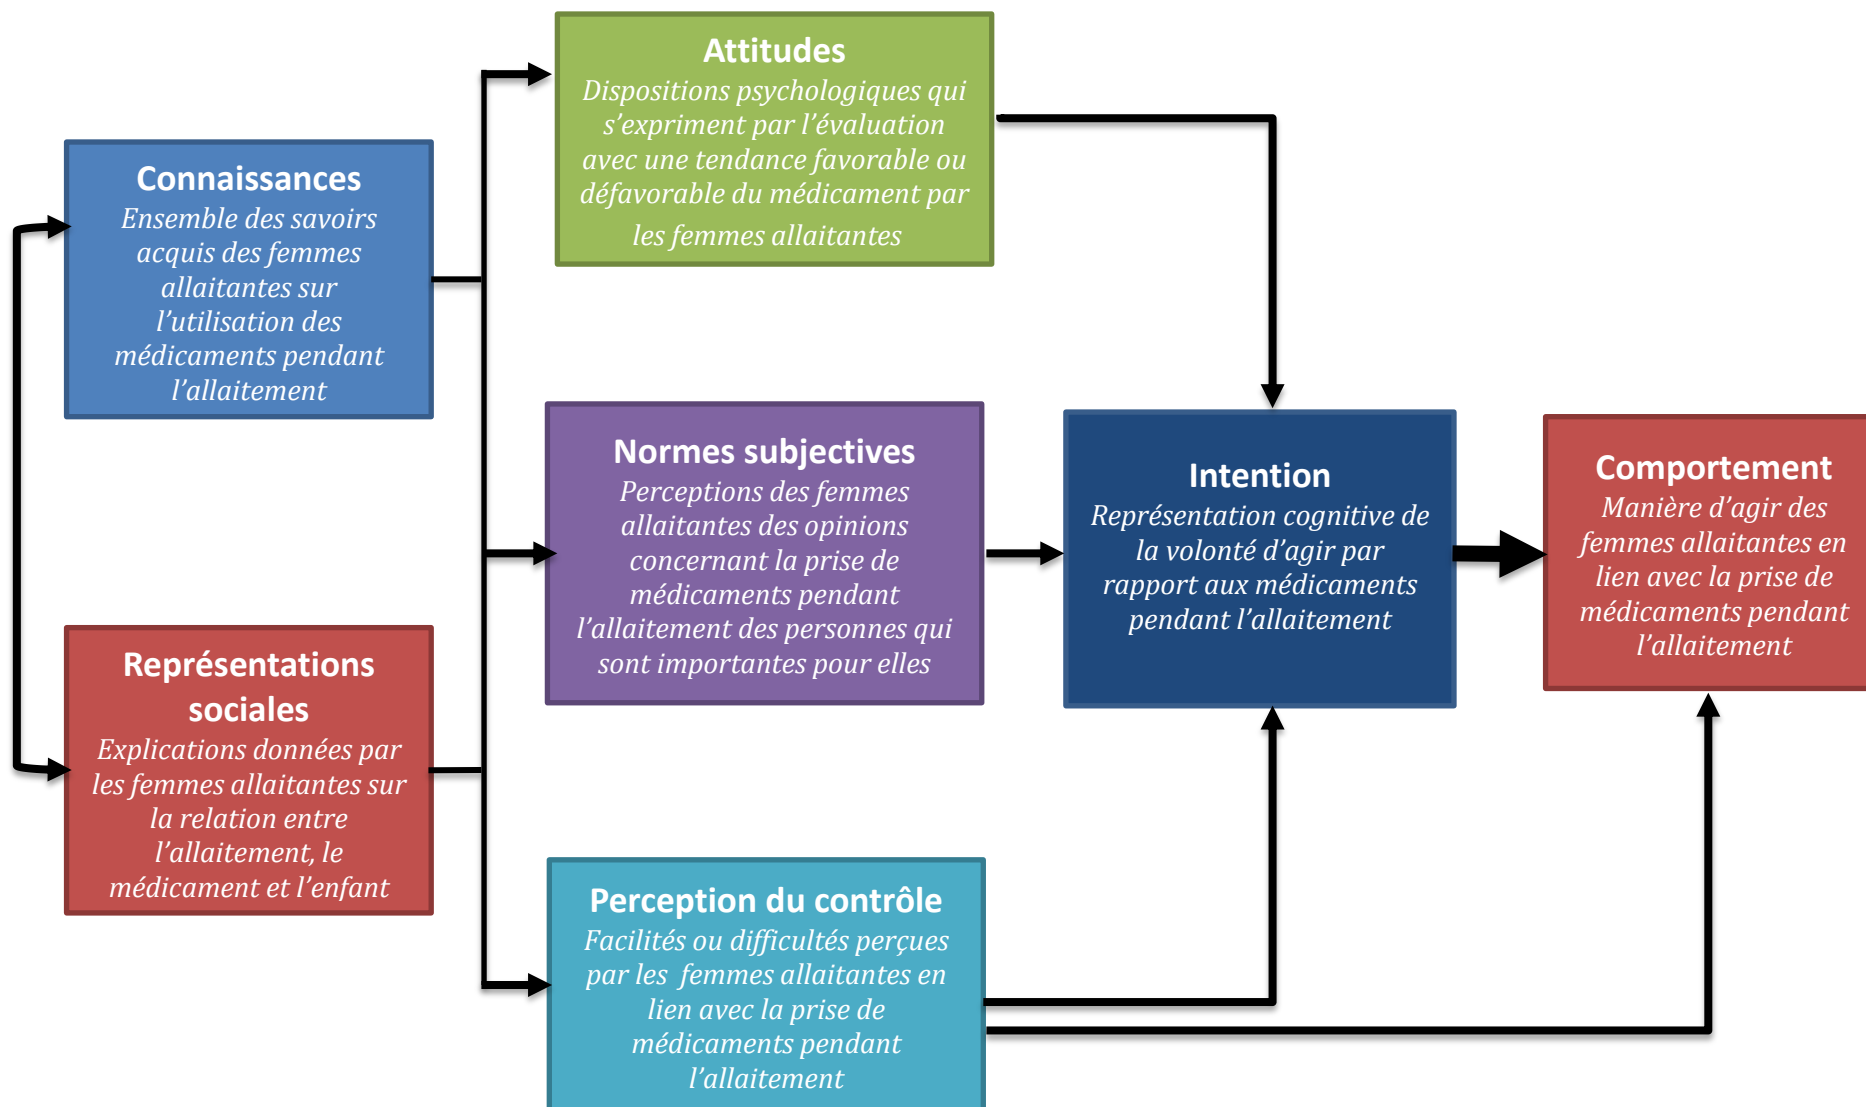 Attitudes
Dispositions psychologiques qui
s’expriment par l’évaluation
avec une tendance favorable ou
défavorable du médicament par
les femmes allaitantes
Connaissances
Ensemble des savoirs
acquis des femmes
allaitantes sur
l’utilisation des
médicaments pendant
l’allaitement
Normes subjectives
Perceptions des femmes
allaitantes des opinions
concernant la prise de
médicaments pendant
l’allaitement des personnes qui
sont importantes pour elles
Intention
Représentation cognitive de
la volonté d’agir par
rapport aux médicaments
pendant l’allaitement
Comportement
Manière d’agir des
femmes allaitantes en
lien avec la prise de
médicaments pendant
l’allaitement
Représentations
sociales
Explications données par
les femmes allaitantes sur
la relation entre
l’allaitement, le
médicament et l’enfant
Perception du contrôle
Facilités ou difficultés perçues
par les femmes allaitantes en
lien avec la prise de
médicaments pendant
l’allaitement